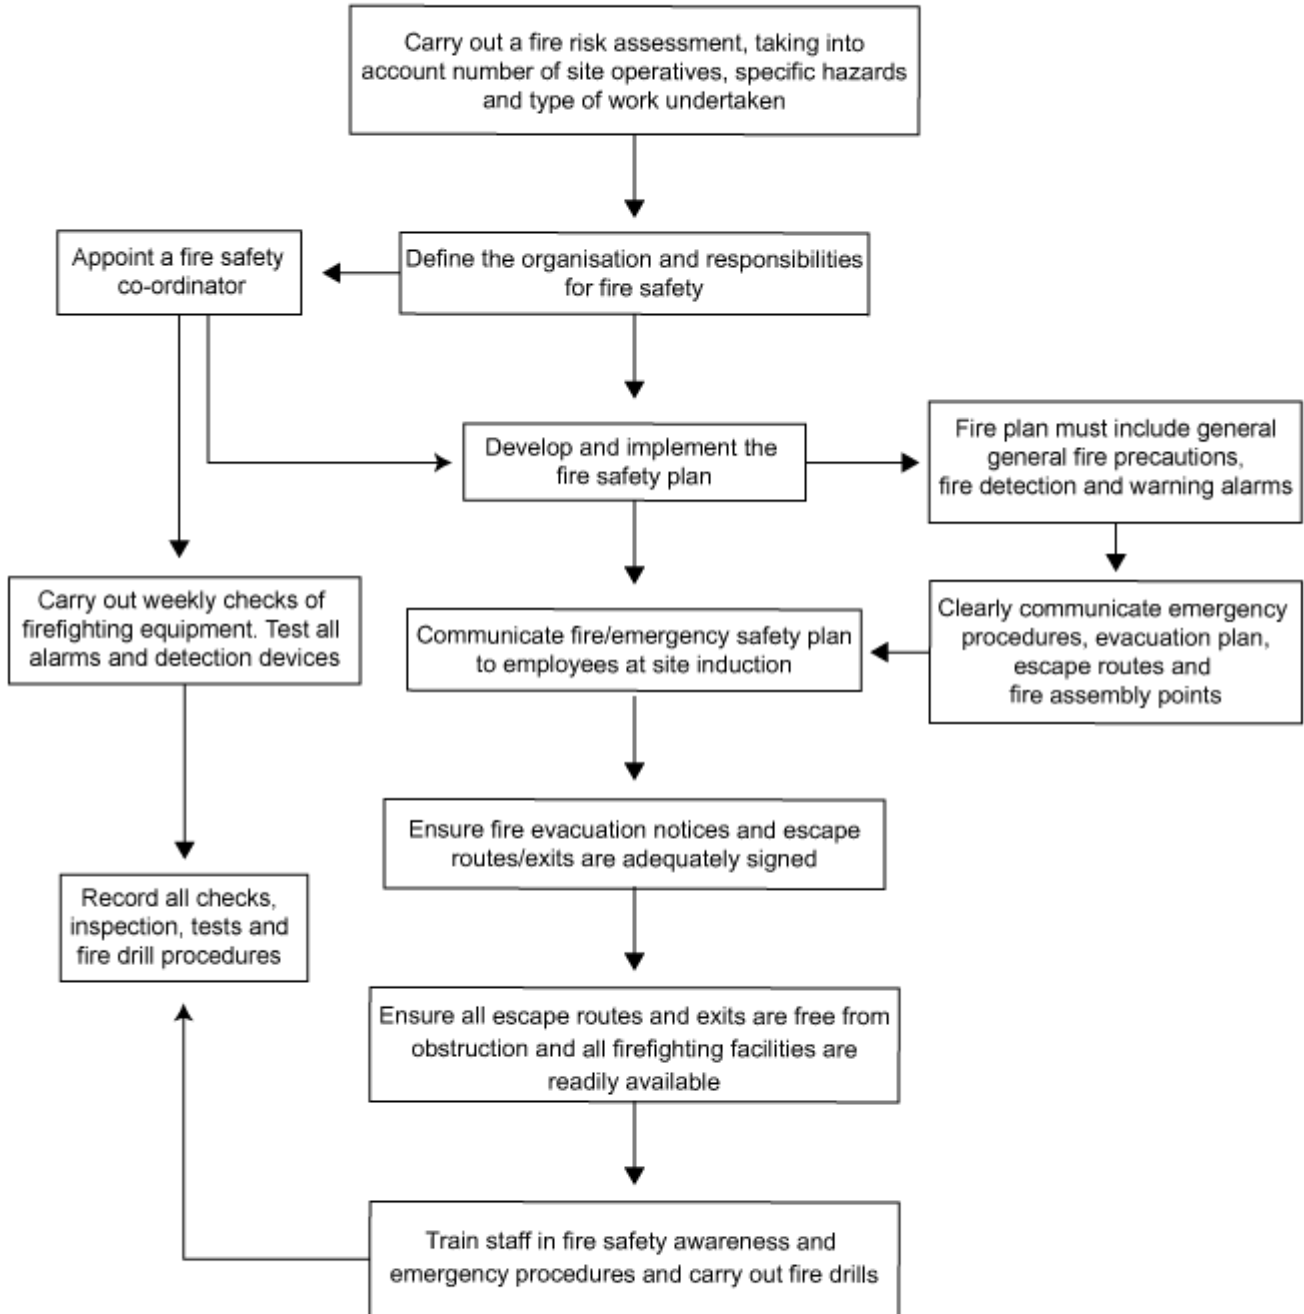 Carry out a fire risk assessment, taking into
account number of site operatives, specific hazards
and type of work undertaken
Appoint a fire safety
co-ordinator
Define the organisation and responsibilities
for fire safety
Develop and implement the
fire safety plan
Fire plan must include general
general fire precautions,
fire detection and warning alarms
Carry out weekly checks of
firefighting equipment. Test all
alarms and detection devices
Communicate fire/emergency safety plan
to employees at site induction
Clearly communicate emergency
procedures, evacuation plan,
escape routes and
fire assembly points
Ensure fire evacuation notices and escape
routes/exits are adequately signed
Record all checks,
inspection, tests and
fire drill procedures
Ensure all escape routes and exits are free from
obstruction and all firefighting facilities are
readily available
Train staff in fire safety awareness and
emergency procedures and carry out fire drills